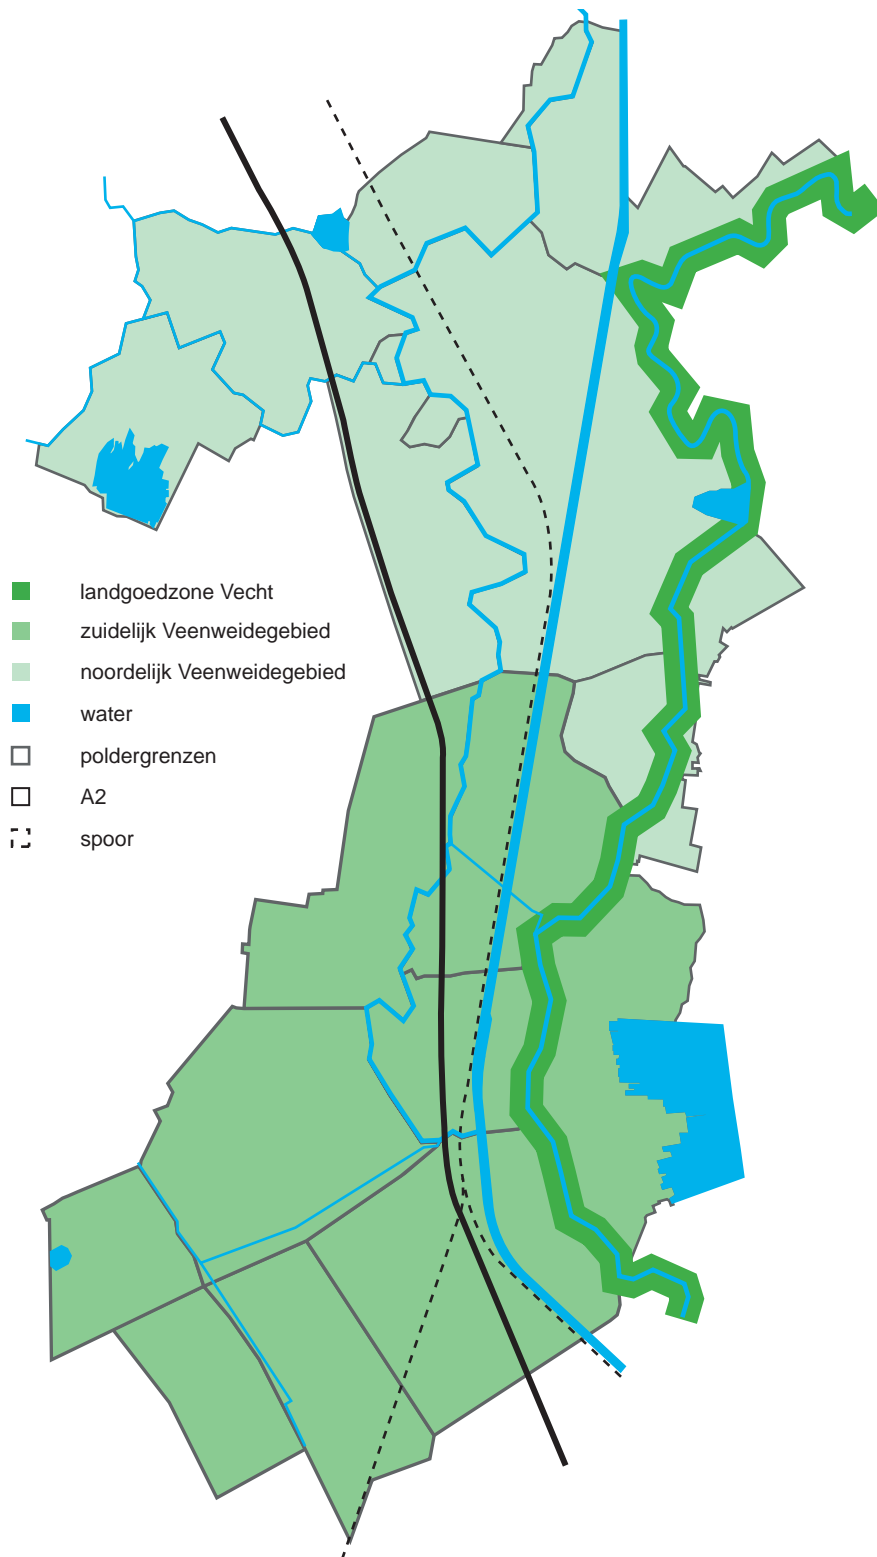 landgoedzone Vecht
zuidelijk Veenweidegebied
noordelijk Veenweidegebied
water
poldergrenzen
A2
spoor